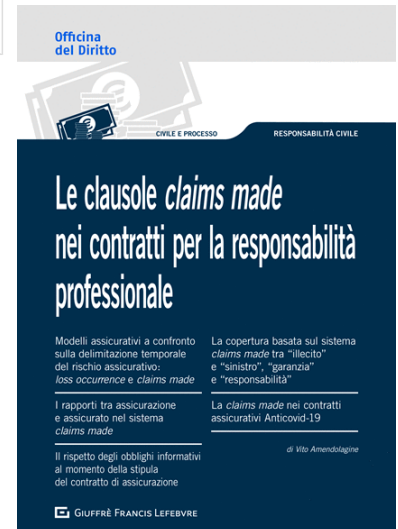 Officina
del Diritto
CIVILE E PROCESSO
RESPONSABILITÀ CIVILE
Le clausole claims made
nei contratti per la responsabilità
professionale
Modelli assicurativi a confronto
sulla delimitazione temporale
del rischio assicurativo:
loss occurrence e claims made
I rapporti tra assicurazione
e assicurato nel sistema
claims made
Il rispetto degli obblighi informativi
al momento della stipula
del contratto di assicurazione
La copertura basata sul sistema
claims made tra “illecito”
e “sinistro”, “garanzia”
e “responsabilità”
La claims made nei contratti
assicurativi Anticovid-19
di Vito Amendolagine
GIUFFRÈ FRANCIS LEFEBVRE